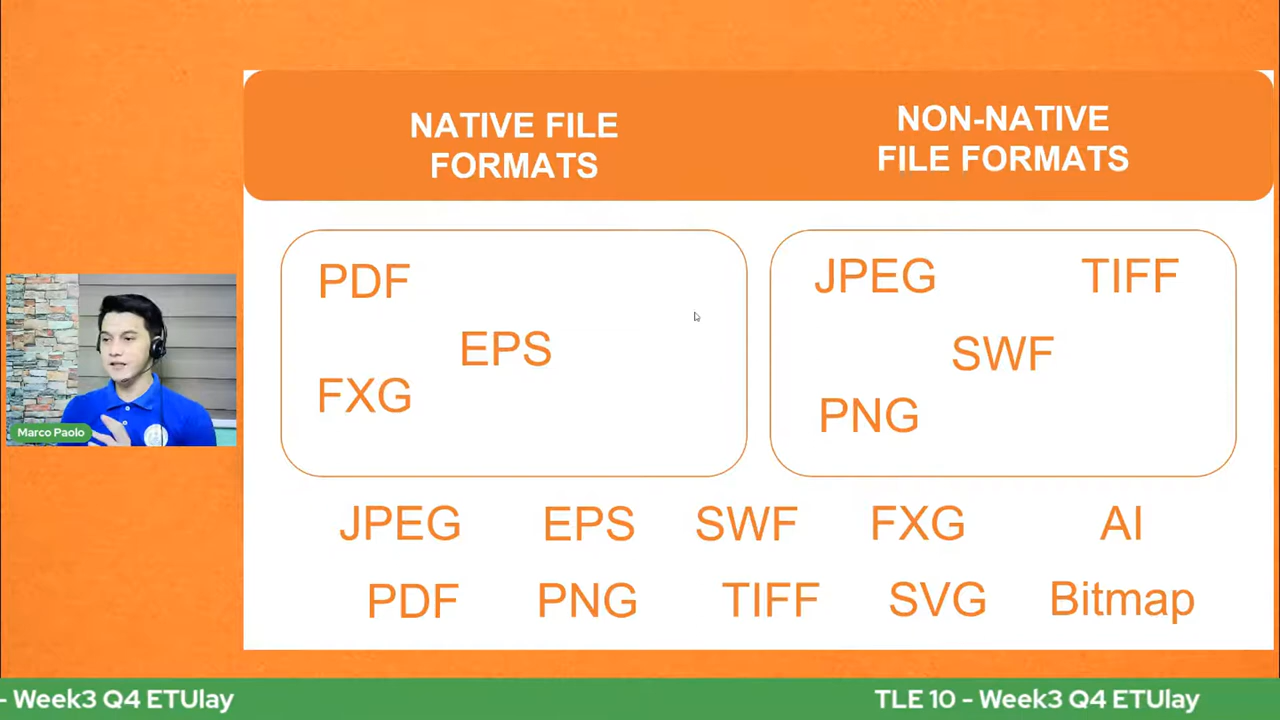 NATIVE FILE
FORMATS
NON-NATIVE
FILE FORMATS
PDF
EPS
FXG
JPEG TIFF
SWF
PNG
JPEG EPS SWF FXG AI
PDF PNG TIFF SVG Bitmap
Marco Paolo
- Week3 Q4 ETUlay TLE 10 - Week3 Q4 ETUlay